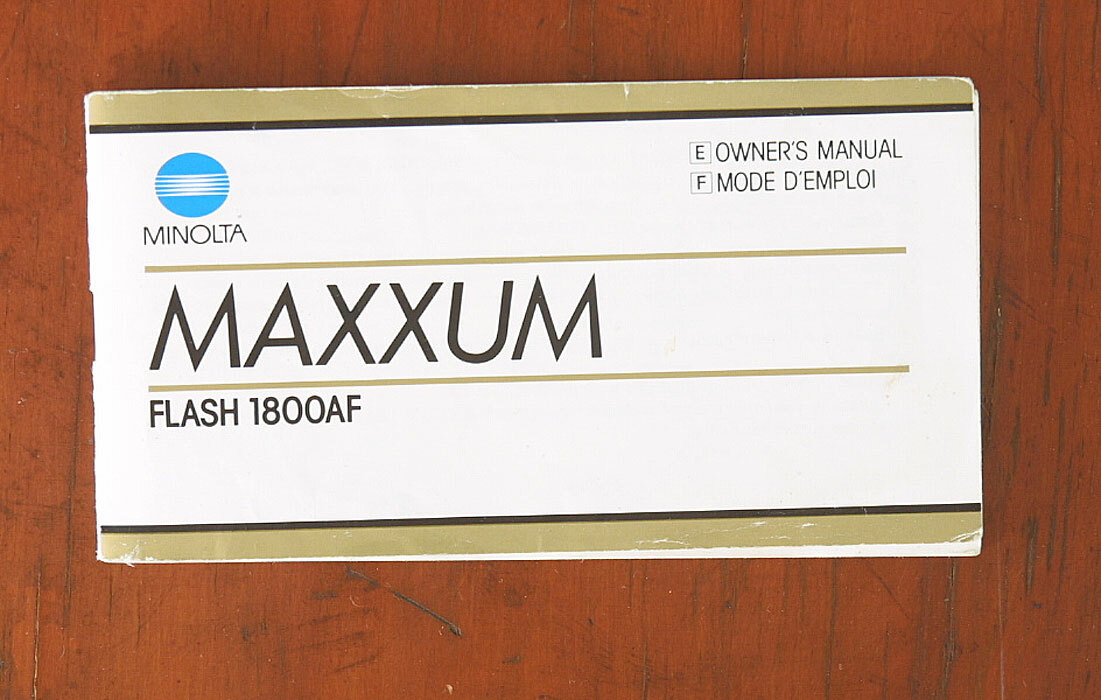 E OWNER'S MANUAL
F MODE D'EMPLOI
MINOLTA
MAXXUM
FLASH 1800AF